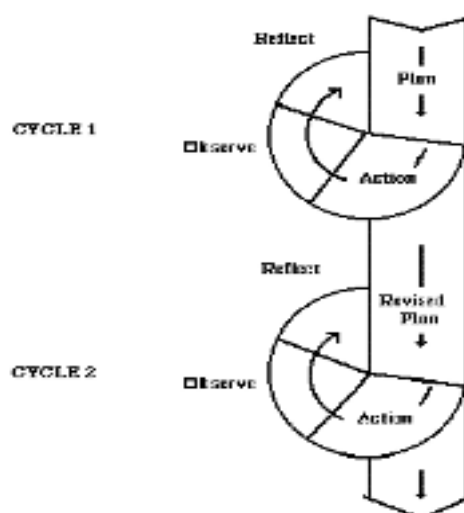 Reflect
Plan
CYCLE 1
Observe
Action
Reflect
Revised
Plan
CYCLE 2
Observe
Action